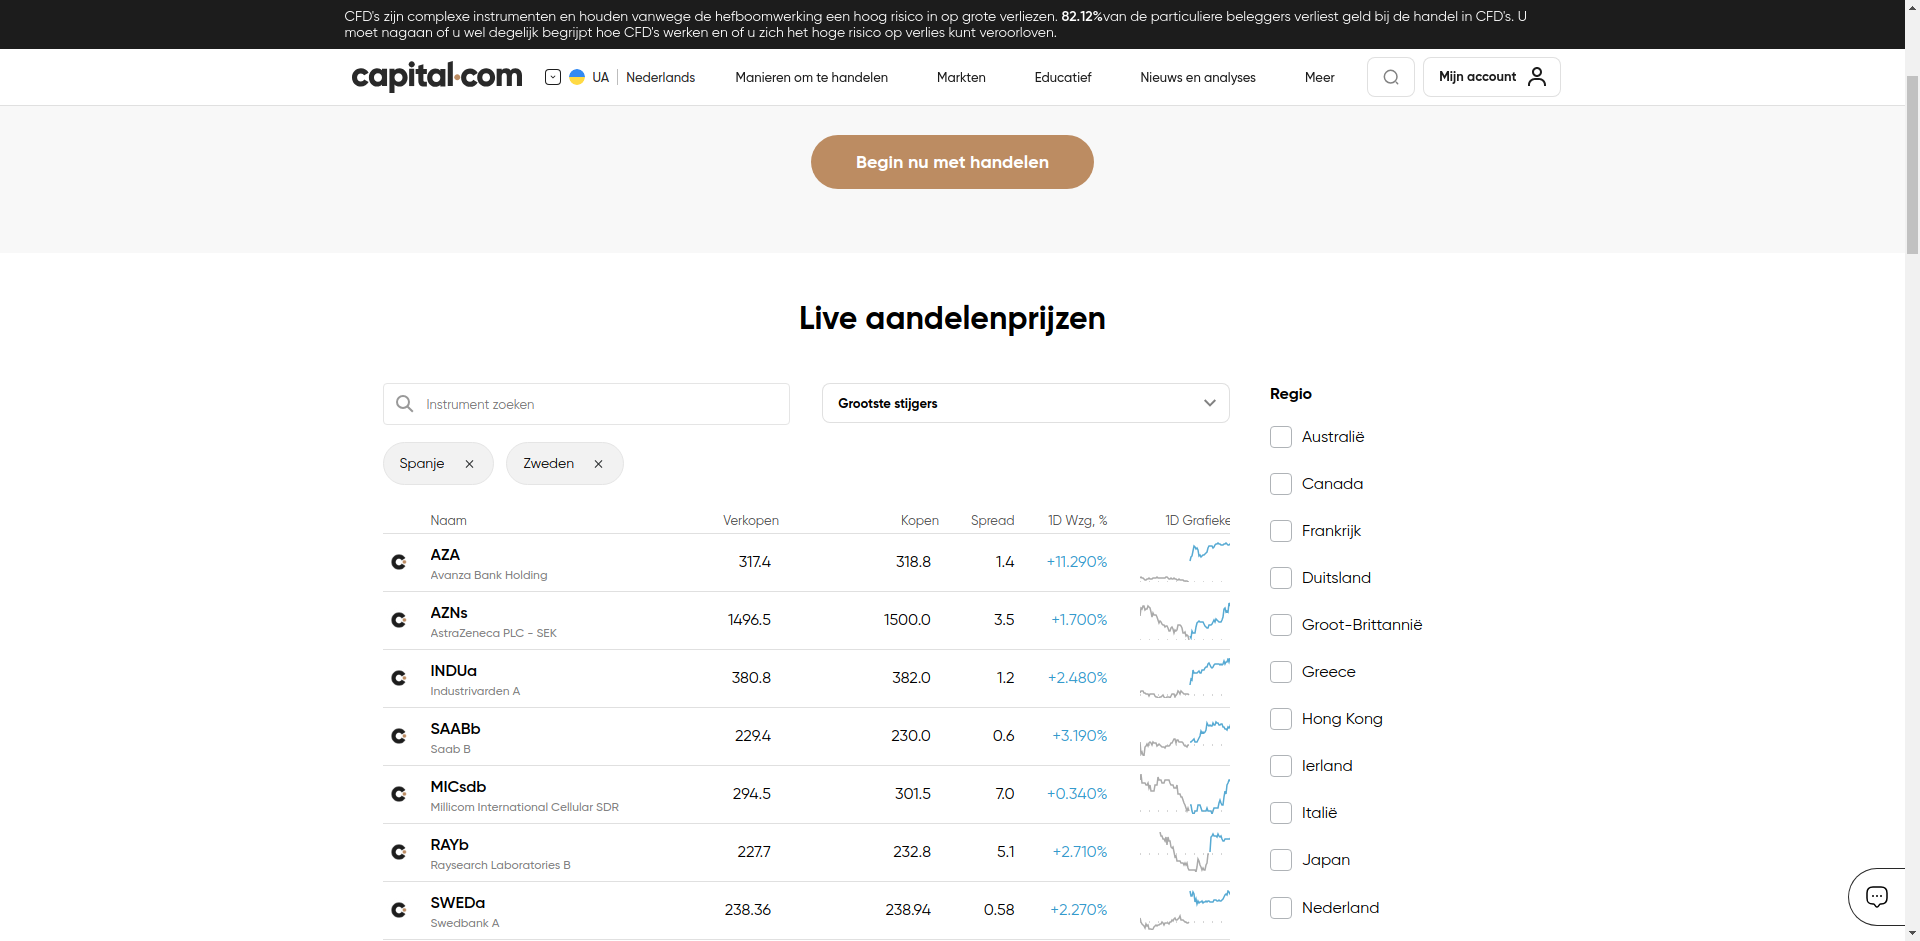 CFD's zijn complexe instrumenten en houden vanwege de hefboomwerking een hoog risico in op grote verliezen. 82.12%van de particuliere beleggers verliest geld bij de handel in CFD's. U
moet nagaan of u wel degelijk begrijpt hoe CFD's werken en of u zich het hoge risico op verlies kunt veroorloven.
capital.com UA Nederlands Manieren om te handelen Markten Educatief Nieuws en analyses Meer Mijn account
Begin nu met handelen
Live aandelenprijzen
Instrument zoeken
Grootste stijgers
Spanje
Zweden
Naam Verkopen Kopen Spread 1D Wzg, % 1D Grafieke
AZA 317.4 318.8 1.4 +11.290%
Avanza Bank Holding
AZNs 1496.5 1500.0 3.5 +1.700%
AstraZeneca PLC - SEK
INDUa 380.8 382.0 1.2 +2.480%
Industrivarden A
SAABb 229.4 230.0 0.6 +3.190%
Saab B
MICsdb 294.5 301.5 7.0 +0.340%
Millicom International Cellular SDR
RAYb 227.7 232.8 5.1 +2.710%
Raysearch Laboratories B
SWEDa 238.36 238.94 0.58 +2.270%
Swedbank A
Regio
Australië
Canada
Frankrijk
Duitsland
Groot-Brittannië
Greece
Hong Kong
Ierland
Italië
Japan
Nederland